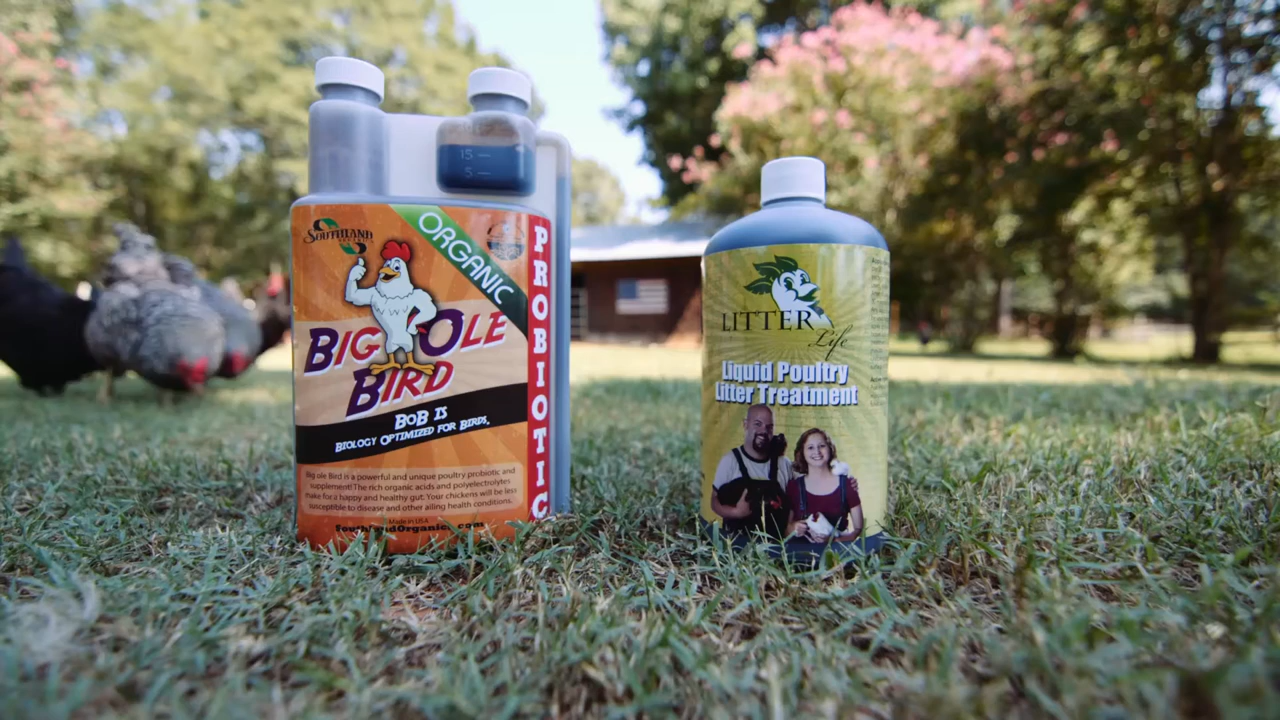 15
5
SOUTHLAND
ORGANIC
PROBIOTIC
BIG OLE
BIRD
BOB IS
BIOLOGY OPTIMIZED FOR BIRDS.
Big ole Bird is a powerful and unique poultry probiotic and
supplement! The rich organic acids and polyelectrolytes
make for a happy and healthy gut. Your chickens will be less
susceptible to disease and other ailing health conditions.
Made in USA
SouthlandOrganics.com
LITTER
Life
Liquid Poultry
Litter Treatment